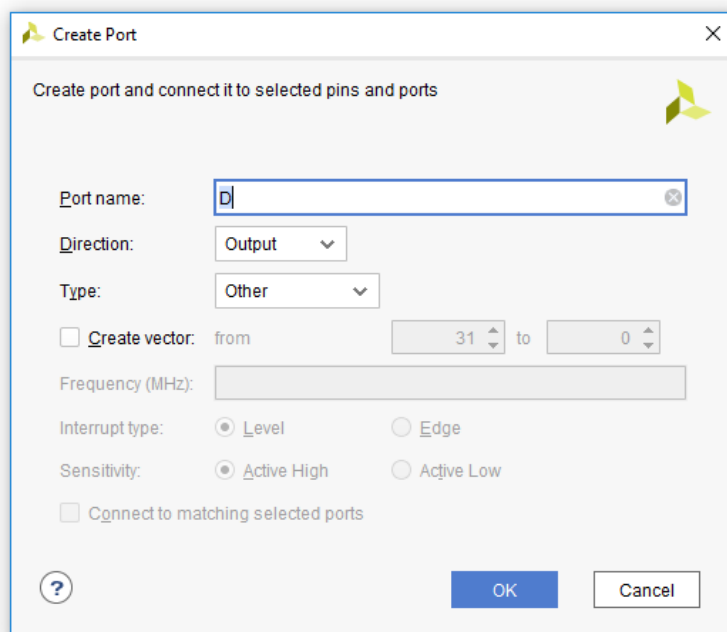 Create Port
Create port and connect it to selected pins and ports
Port name: D
Direction: Output
Type: Other
Create vector: from 31 to 0
Frequency (MHz):
Interrupt type: Level Edge
Sensitivity: Active High Active Low
Connect to matching selected ports
? OK Cancel